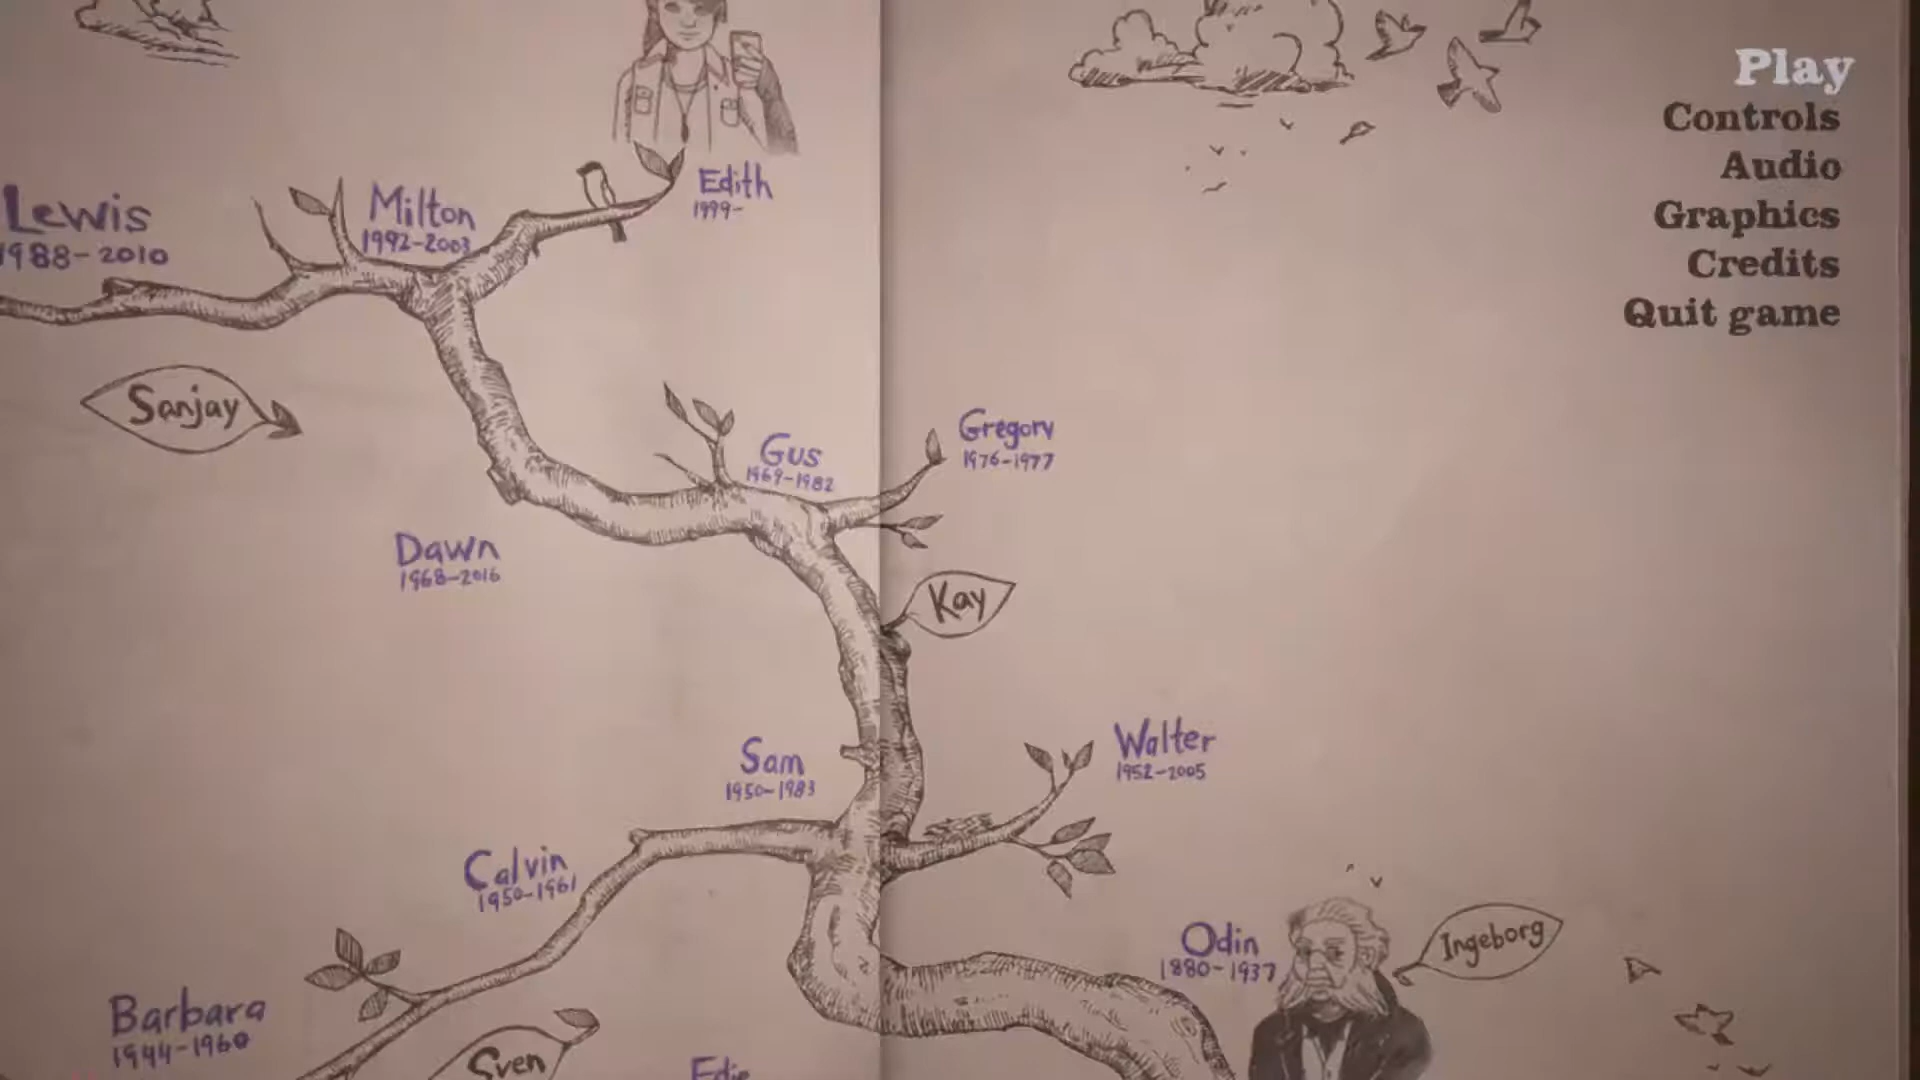 Play
Controls
Audio
Graphics
Credits
Quit game
Edith
1999-
Lewis
1988-2010
Milton
1992-2003
Sanjay
Gus
1969-1982
Gregory
1976-1977
Dawn
1968-2016
Kay
Sam
1950-1983
Walter
1952-2005
Calvin
1950-1961
Odin
1880-1937
Ingeborg
Barbara
1944-1960
Sven
Edie